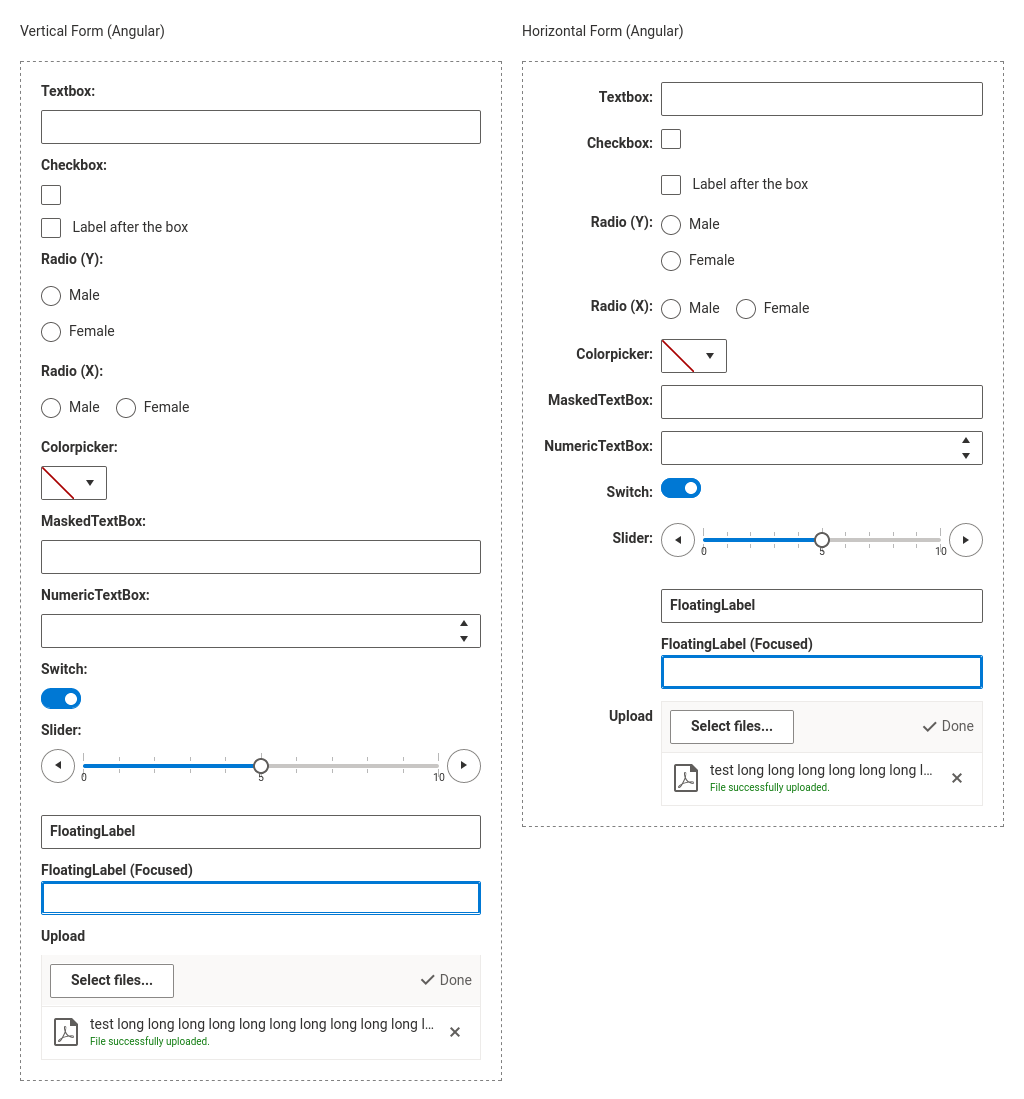 Vertical Form (Angular)
Textbox:
Checkbox:
Label after the box
Radio (Y):
Male
Female
Radio (X):
Male Female
Colorpicker:
MaskedTextBox:
NumericTextBox:
Switch:
Slider:
0 5 10
FloatingLabel
FloatingLabel (Focused)
Upload
Select files... Done
test long long long long long long long long long long l...
File successfully uploaded.
Horizontal Form (Angular)
Textbox:
Checkbox:
Label after the box
Radio (Y): Male
Female
Radio (X): Male Female
Colorpicker:
MaskedTextBox:
NumericTextBox:
Switch:
Slider:
0 5 10
FloatingLabel
FloatingLabel (Focused)
Upload Select files... Done
test long long long long long long l...
File successfully uploaded.